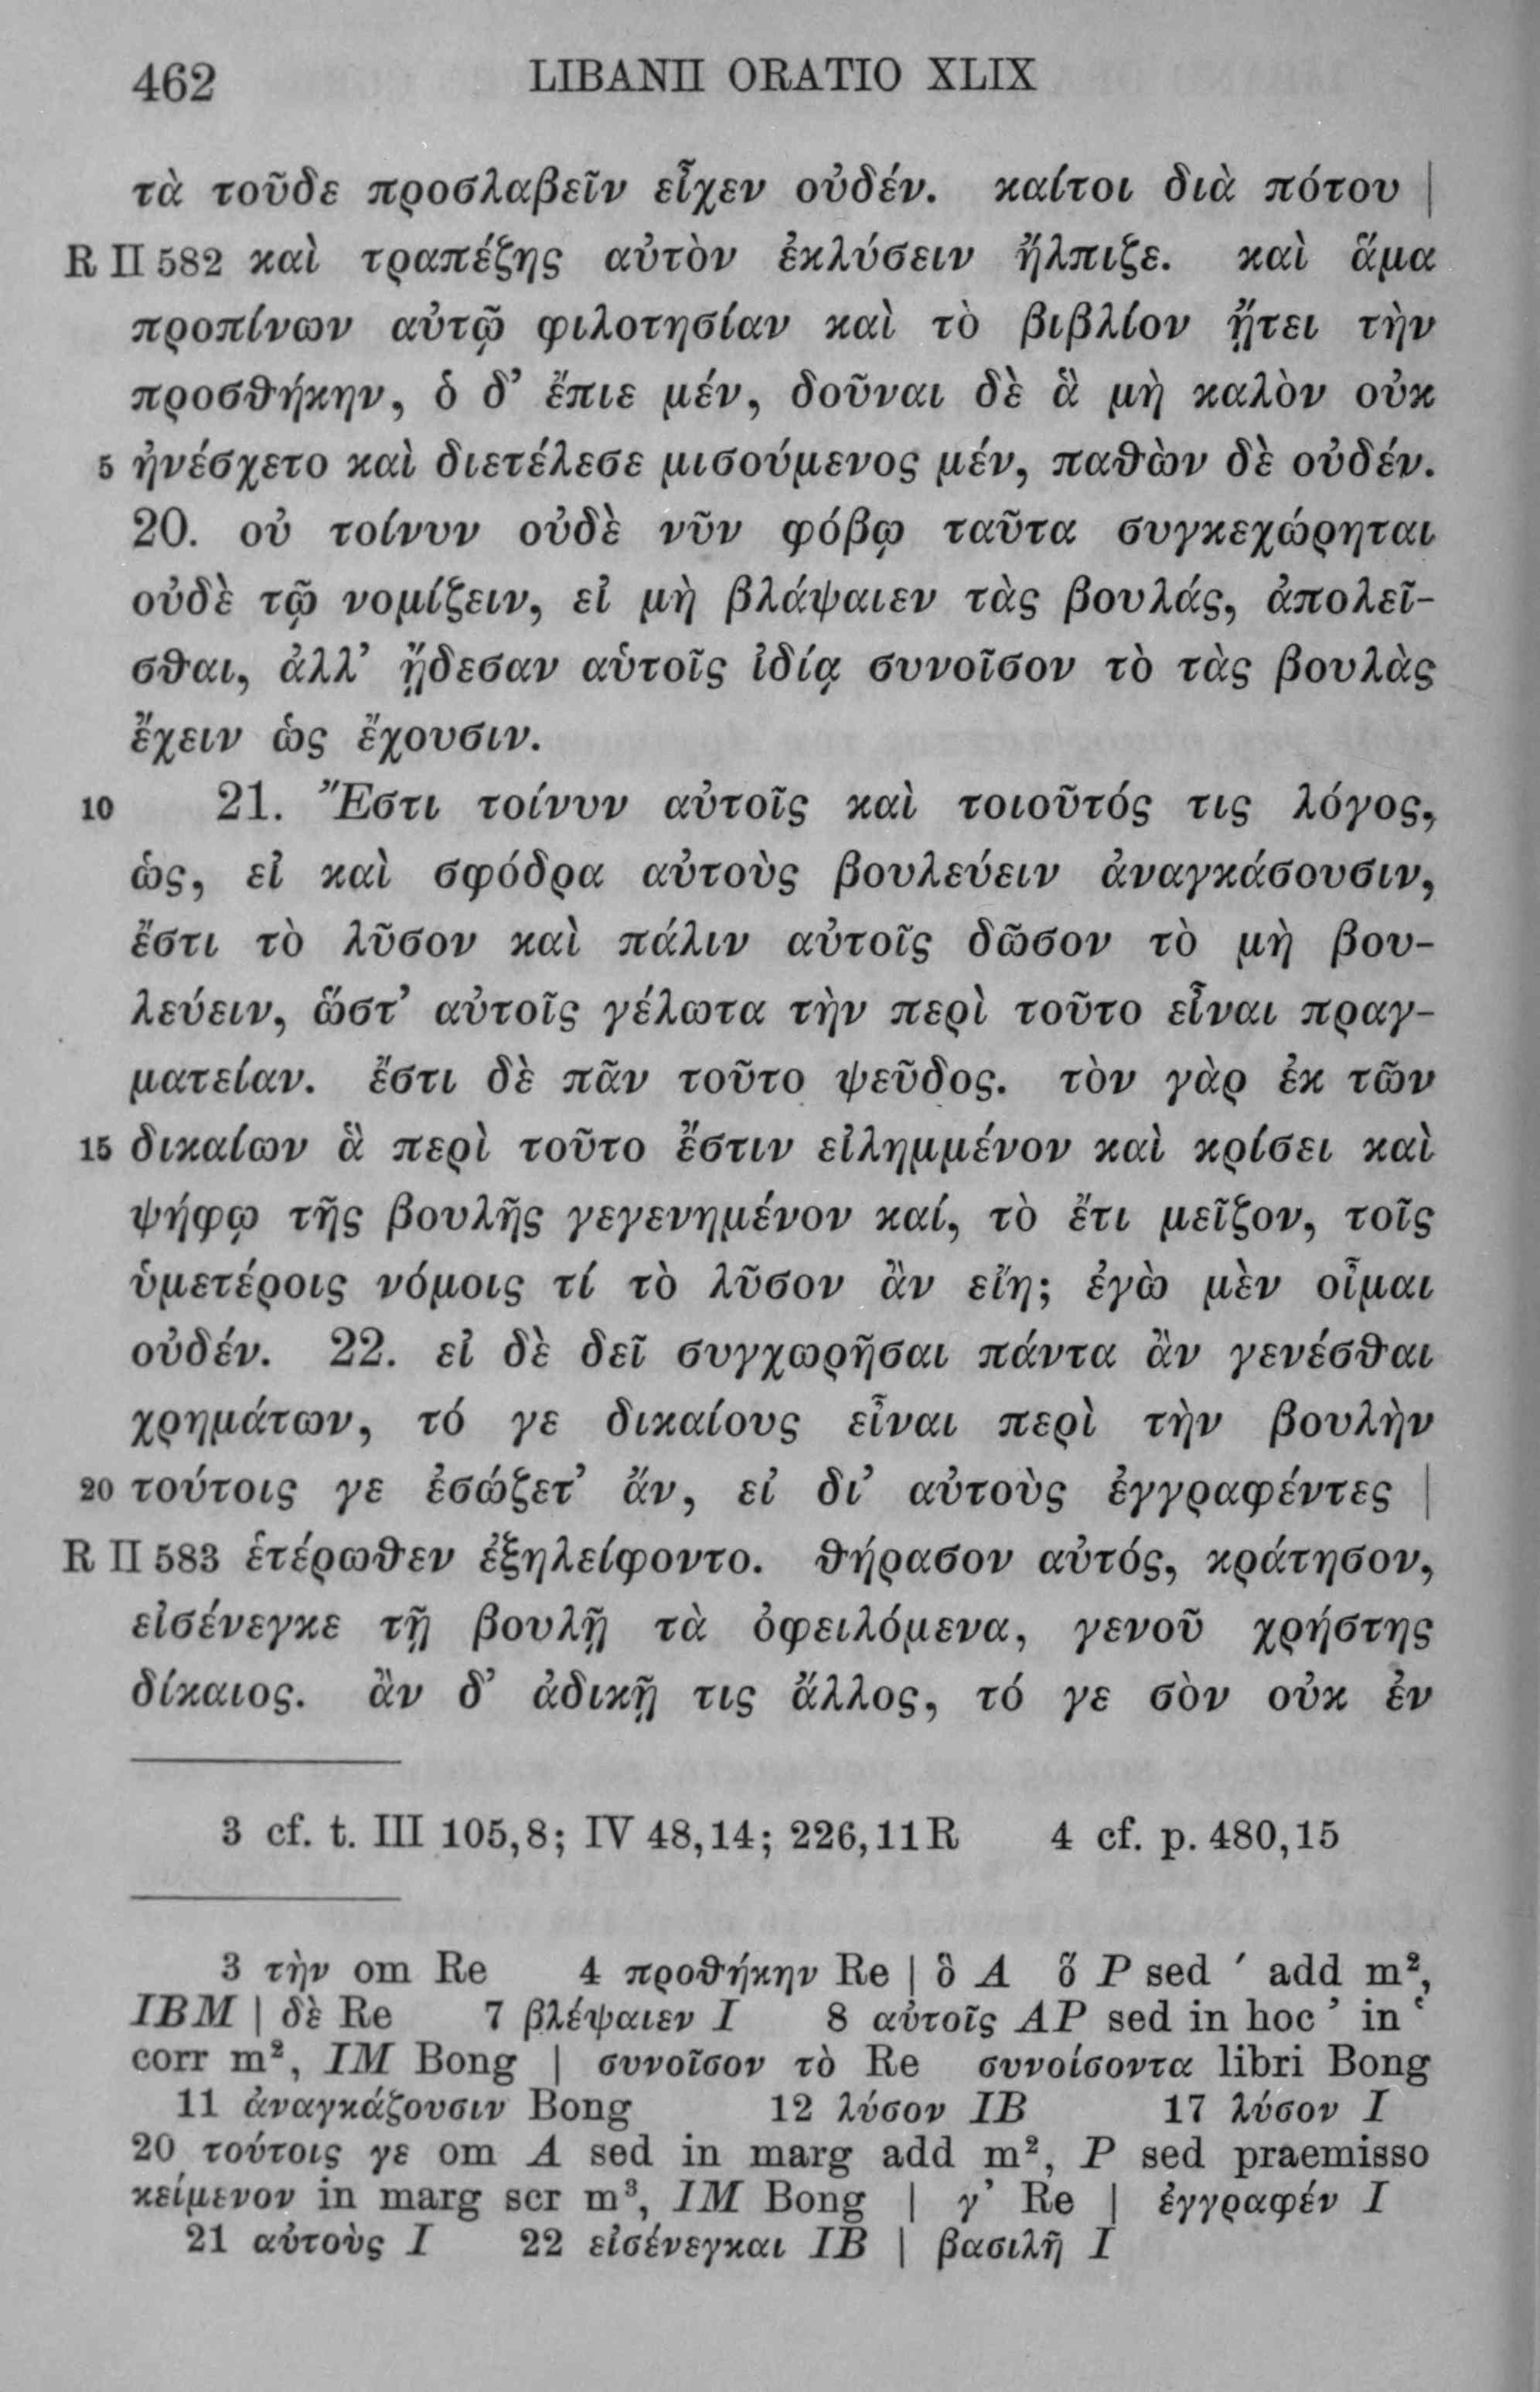 462 LIBANII ORATIO XLIX
τὰ τοῦδε προσλαβεῖν εἶχεν οὐδέν. καίτοι διὰ πότου |
R II 582 καὶ τραπέζης αὐτὸν ἐκλύσειν ἤλπιζε. καὶ ἅμα
προπίνων αὐτῷ φιλοτησίαν καὶ τὸ βιβλίον ᾔτει τὴν
προσθήκην, ὁ δ’ ἔπιε μέν, δοῦναι δὲ ἃ μὴ καλὸν οὐκ
5 ἠνέσχετο καὶ διετέλεσε μισούμενος μέν, παθὼν δὲ οὐδέν.
20. οὐ τοίνυν οὐδὲ νῦν φόβῳ ταῦτα συγκεχώρηται
οὐδὲ τῷ νομίζειν, εἰ μὴ βλάψαιεν τὰς βουλάς, ἀπολεῖ-
σθαι, ἀλλ’ ᾔδεσαν αὑτοῖς ἰδίᾳ συνοῖσον τὸ τὰς βουλὰς
ἔχειν ὡς ἔχουσιν.
10 21. Ἔστι τοίνυν αὐτοῖς καὶ τοιοῦτός τις λόγος,
ὡς, εἰ καὶ σφόδρα αὐτοὺς βουλεύειν ἀναγκάσουσιν,
ἔστι τὸ λῦσον καὶ πάλιν αὐτοῖς δῶσον τὸ μὴ βου-
λεύειν, ὥστ’ αὐτοῖς γέλωτα τὴν περὶ τοῦτο εἶναι πραγ-
ματείαν. ἔστι δὲ πᾶν τοῦτο ψεῦδος. τὸν γὰρ ἐκ τῶν
15 δικαίων ἃ περὶ τοῦτο ἔστιν εἰλημμένον καὶ κρίσει καὶ
ψήφῳ τῆς βουλῆς γεγενημένον καί, τὸ ἔτι μεῖζον, τοῖς
ὑμετέροις νόμοις τί τὸ λῦσον ἂν εἴη; ἐγὼ μὲν οἶμαι
οὐδέν. 22. εἰ δὲ δεῖ συγχωρῆσαι πάντα ἂν γενέσθαι
χρημάτων, τό γε δικαίους εἶναι περὶ τὴν βουλὴν
20 τούτοις γε ἐσώζετ’ ἄν, εἰ δι’ αὐτοὺς ἐγγραφέντες |
R II 583 ἑτέρωθεν ἐξηλείφοντο. θήρασον αὐτός, κράτησον,
εἰσένεγκε τῇ βουλῇ τὰ ὀφειλόμενα, γενοῦ χρήστης
δίκαιος. ἂν δ’ ἀδικῇ τις ἄλλος, τό γε σὸν οὐκ ἐν
3 cf. t. III 105,8; IV 48,14; 226,11 R 4 cf. p. 480,15
3 τὴν om Re 4 προθήκην Re | ὃ A ὅ P sed ´ add m², 
IBM | δὲ Re 7 βλέψαιεν I 8 αὐτοῖς AP sed in hoc ’ in ‘
corr m², IM Bong | συνοῖσον τὸ Re συνοίσοντα libri Bong
11 ἀναγκάζουσιν Bong 12 λύσον IB 17 λύσον I
20 τούτοις γε om A sed in marg add m², P sed praemisso
κείμενον in marg scr m³, IM Bong | γ’ Re | ἐγγραφέν I
21 αὐτοὺς I 22 εἰσένεγκαι IB | βασιλῆ I